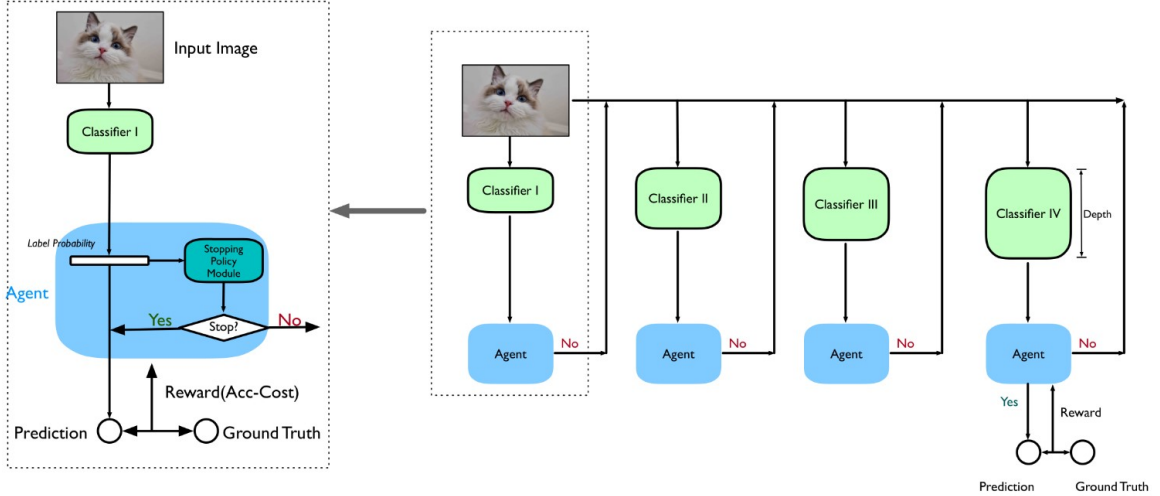 Input Image
Classifier I
Label Probability
Stopping
Policy
Module
Agent
Yes
Stop?
No
Reward(Acc-Cost)
Prediction
Ground Truth
Classifier I
Classifier II
Classifier III
Classifier IV
Depth
Agent
No
Agent
No
Agent
No
Agent
No
Yes
Reward
Prediction
Ground Truth